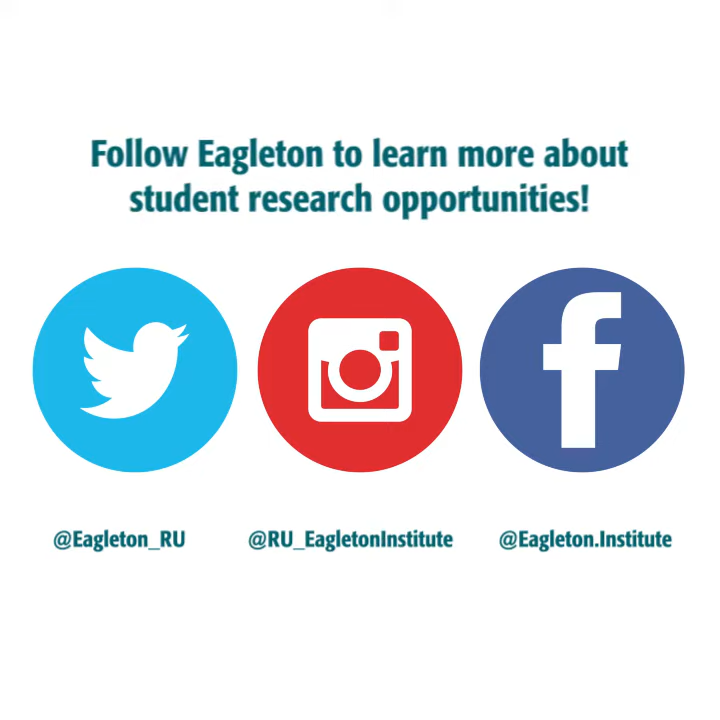 Follow Eagleton to learn more about
student research opportunities!
@Eagleton_RU @RU_EagletonInstitute @Eagleton.Institute